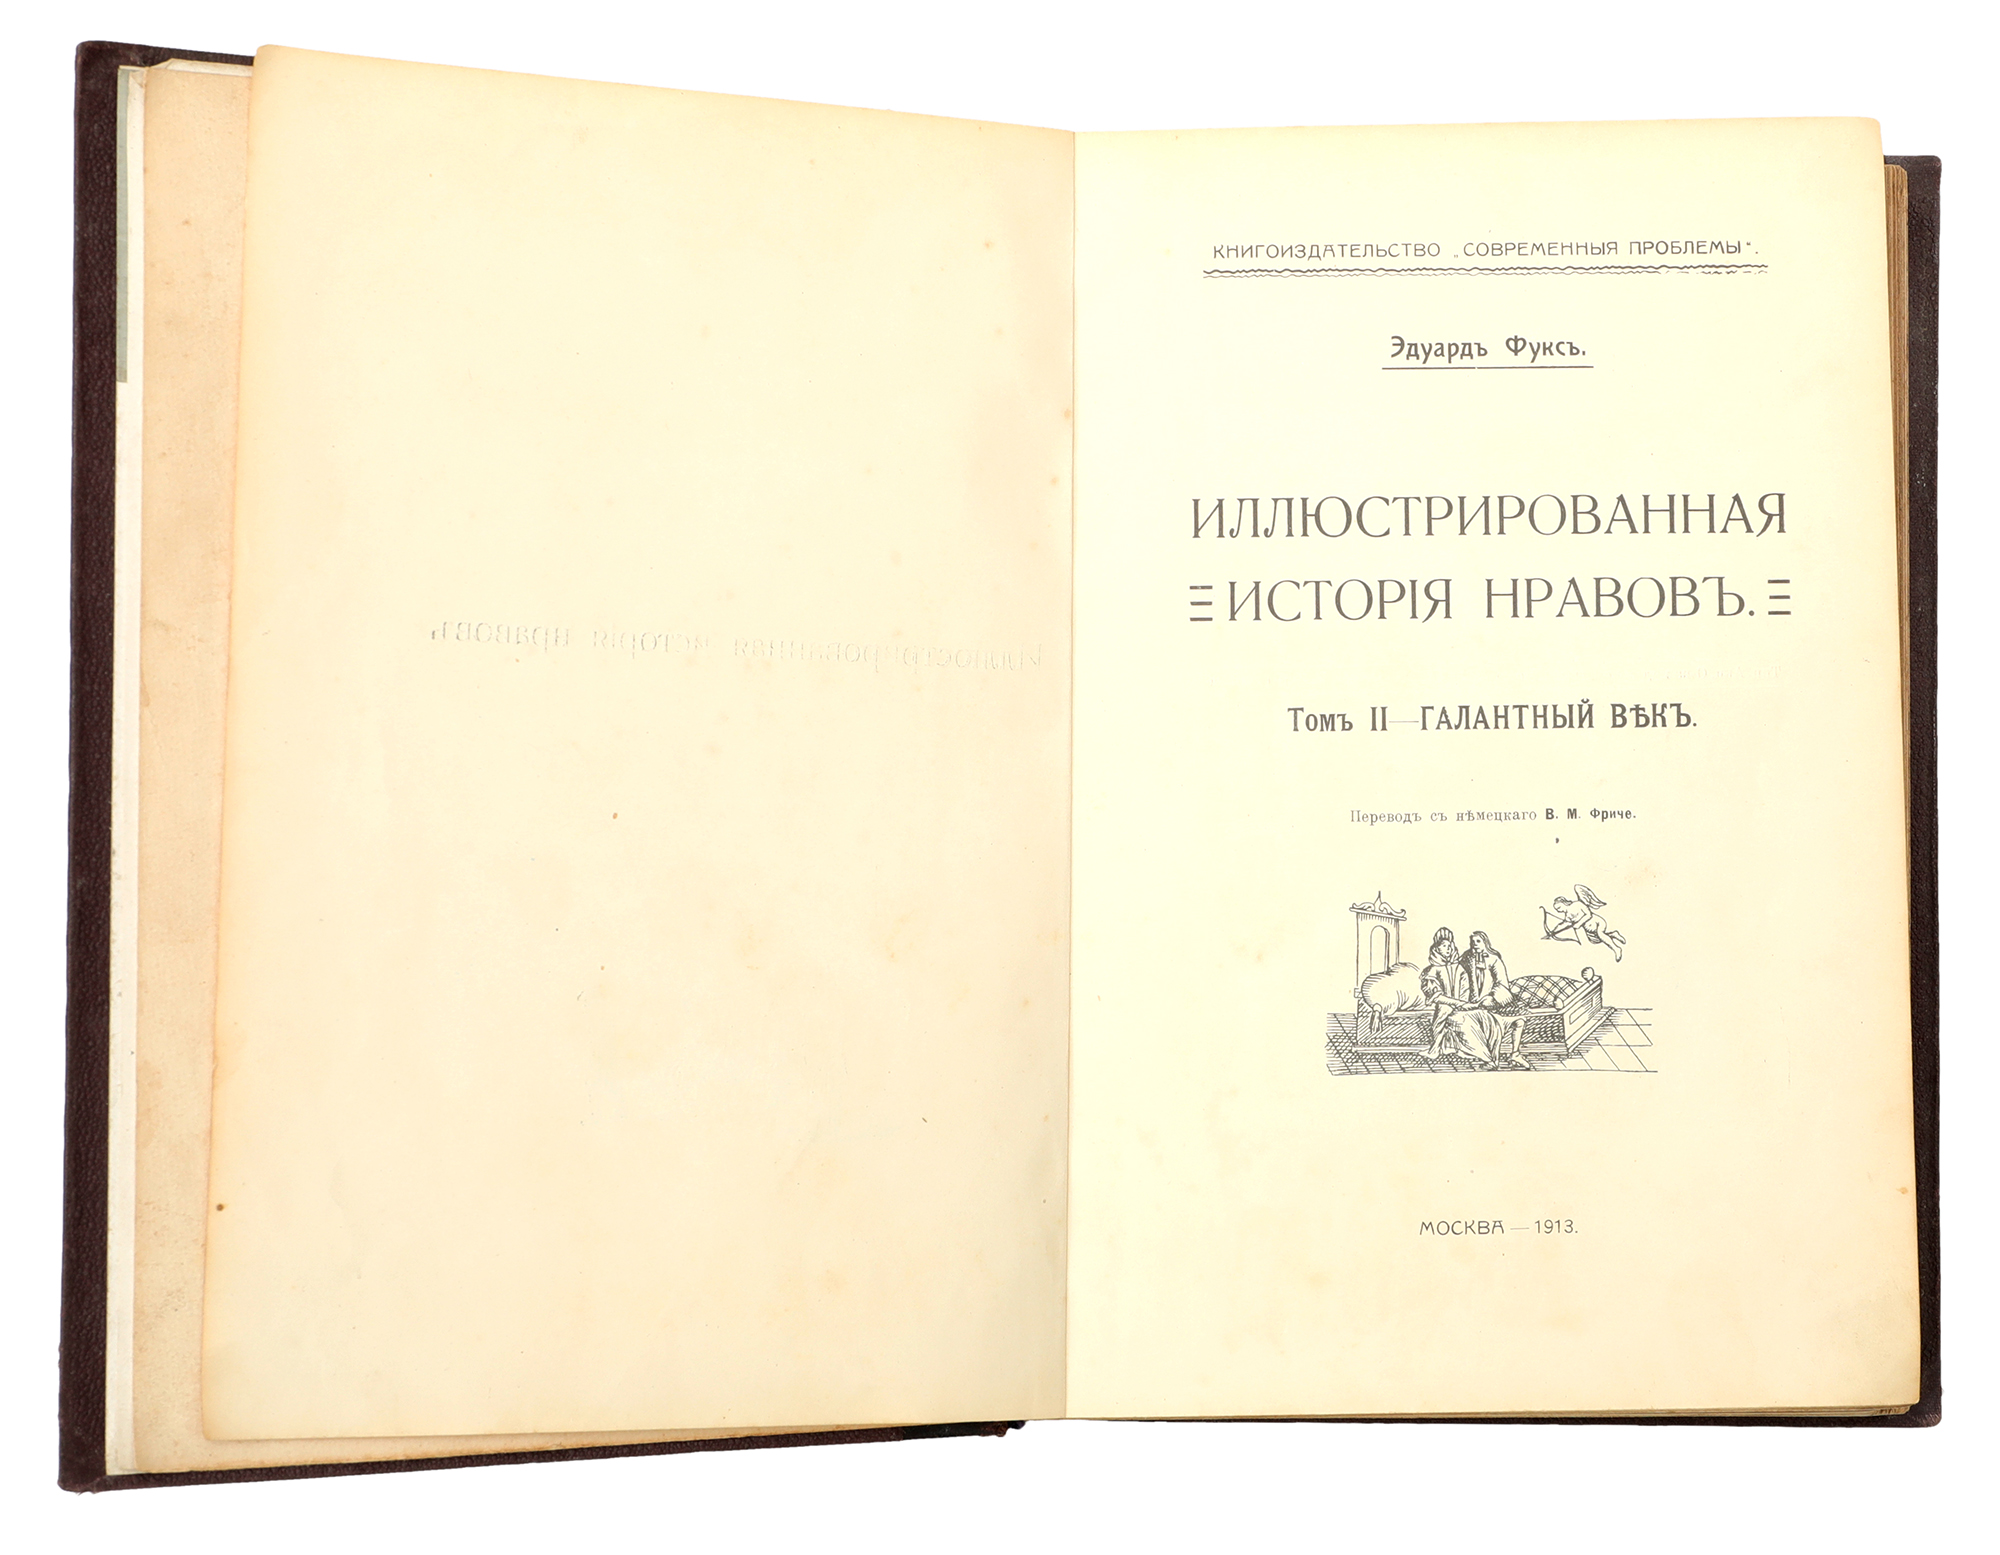 КНИГОИЗДАТЕЛЬСТВО „СОВРЕМЕННЫЯ ПРОБЛЕМЫ“.
Эдуардъ Фуксъ.
ИЛЛЮСТРИРОВАННАЯ
ИСТОРІЯ НРАВОВЪ.
Томъ II—ГАЛАНТНЫЙ ВѢКЪ.
Переводъ съ нѣмецкаго В. М. Фриче.
МОСКВА — 1913.